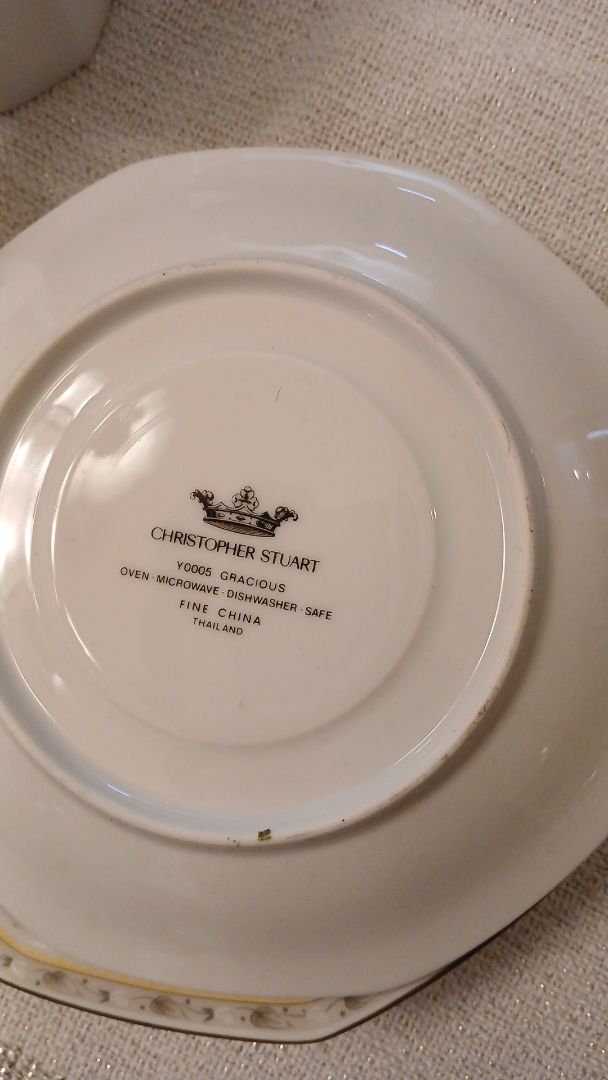 CHRISTOPHER STUART
Y0005 GRACIOUS
OVEN · MICROWAVE · DISHWASHER · SAFE
FINE CHINA
THAILAND